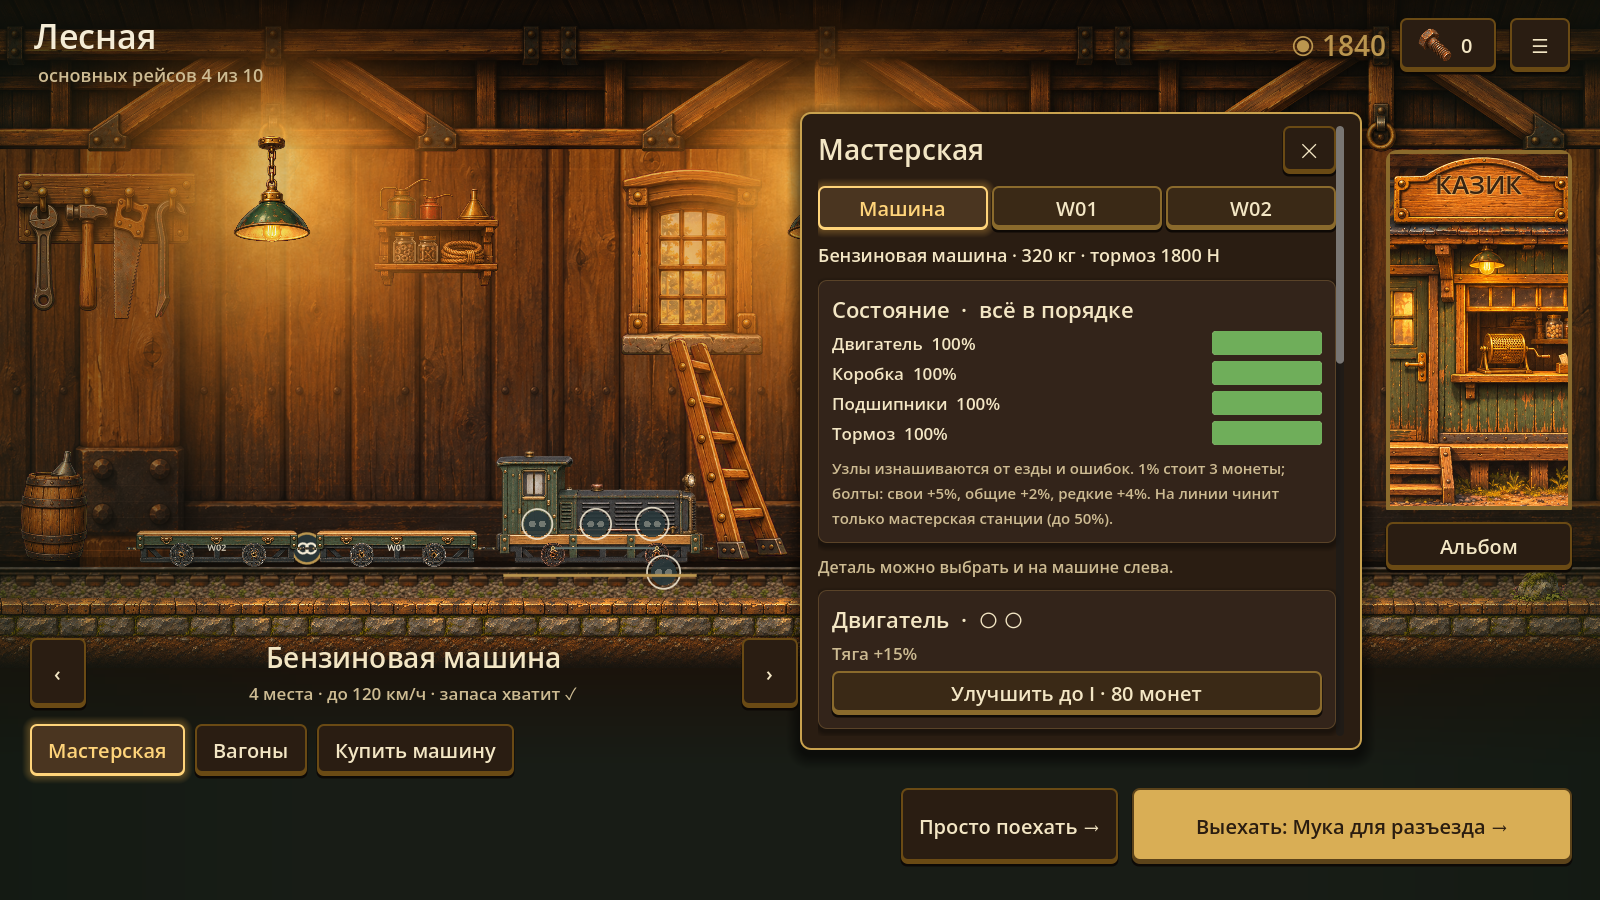 Лесная
основных рейсов 4 из 10
◉ 1840
0
☰
Мастерская
×
Машина
W01
W02
Бензиновая машина · 320 кг · тормоз 1800 Н
Состояние · всё в порядке
Двигатель 100%
Коробка 100%
Подшипники 100%
Тормоз 100%
Узлы изнашиваются от езды и ошибок. 1% стоит 3 монеты;
болты: свои +5%, общие +2%, редкие +4%. На линии чинит
только мастерская станции (до 50%).
Деталь можно выбрать и на машине слева.
Двигатель · ○ ○
Тяга +15%
Улучшить до I · 80 монет
КАЗИК
Альбом
W02
W01
‹
Бензиновая машина
4 места · до 120 км/ч · запаса хватит ✓
›
Мастерская
Вагоны
Купить машину
Просто поехать →
Выехать: Мука для разъезда →